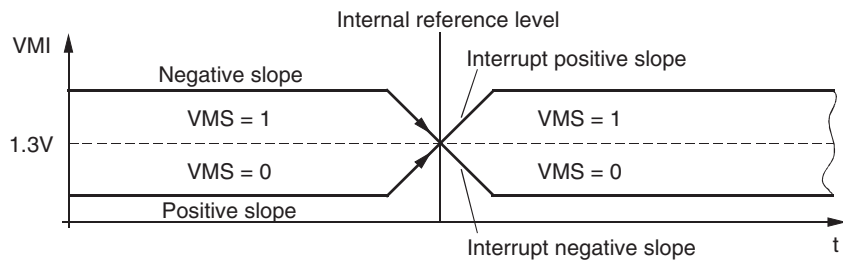 Internal reference level
VMI
Negative slope
Interrupt positive slope
VMS = 1
VMS = 1
1.3V
VMS = 0
VMS = 0
Positive slope
Interrupt negative slope
t